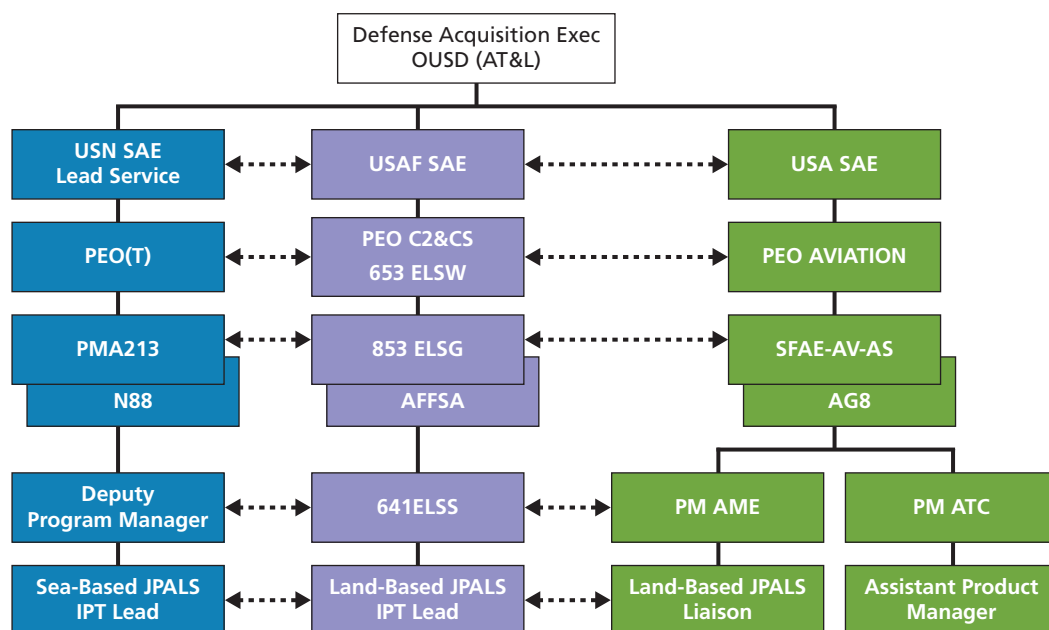 Defense Acquisition Exec
OUSD (AT&L)
USN SAE
Lead Service
USAF SAE
USA SAE
PEO(T)
PEO C2&CS
653 ELSW
PEO AVIATION
PMA213
853 ELSG
SFAE-AV-AS
N88
AFFSA
AG8
Deputy
Program Manager
641ELSS
PM AME
PM ATC
Sea-Based JPALS
IPT Lead
Land-Based JPALS
IPT Lead
Land-Based JPALS
Liaison
Assistant Product
Manager